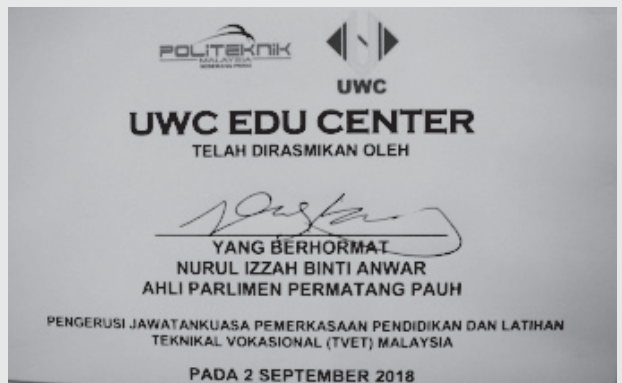 POLITEKNIK
MALAYSIA
UWC
UWC EDU CENTER
TELAH DIRASMIKAN OLEH
YANG BERHORMAT
NURUL IZZAH BINTI ANWAR
AHLI PARLIMEN PERMATANG PAUH
PENGERUSI JAWATANKUASA PEMERKASAAN PENDIDIKAN DAN LATIHAN
TEKNIKAL VOKASIONAL (TVET) MALAYSIA
PADA 2 SEPTEMBER 2018